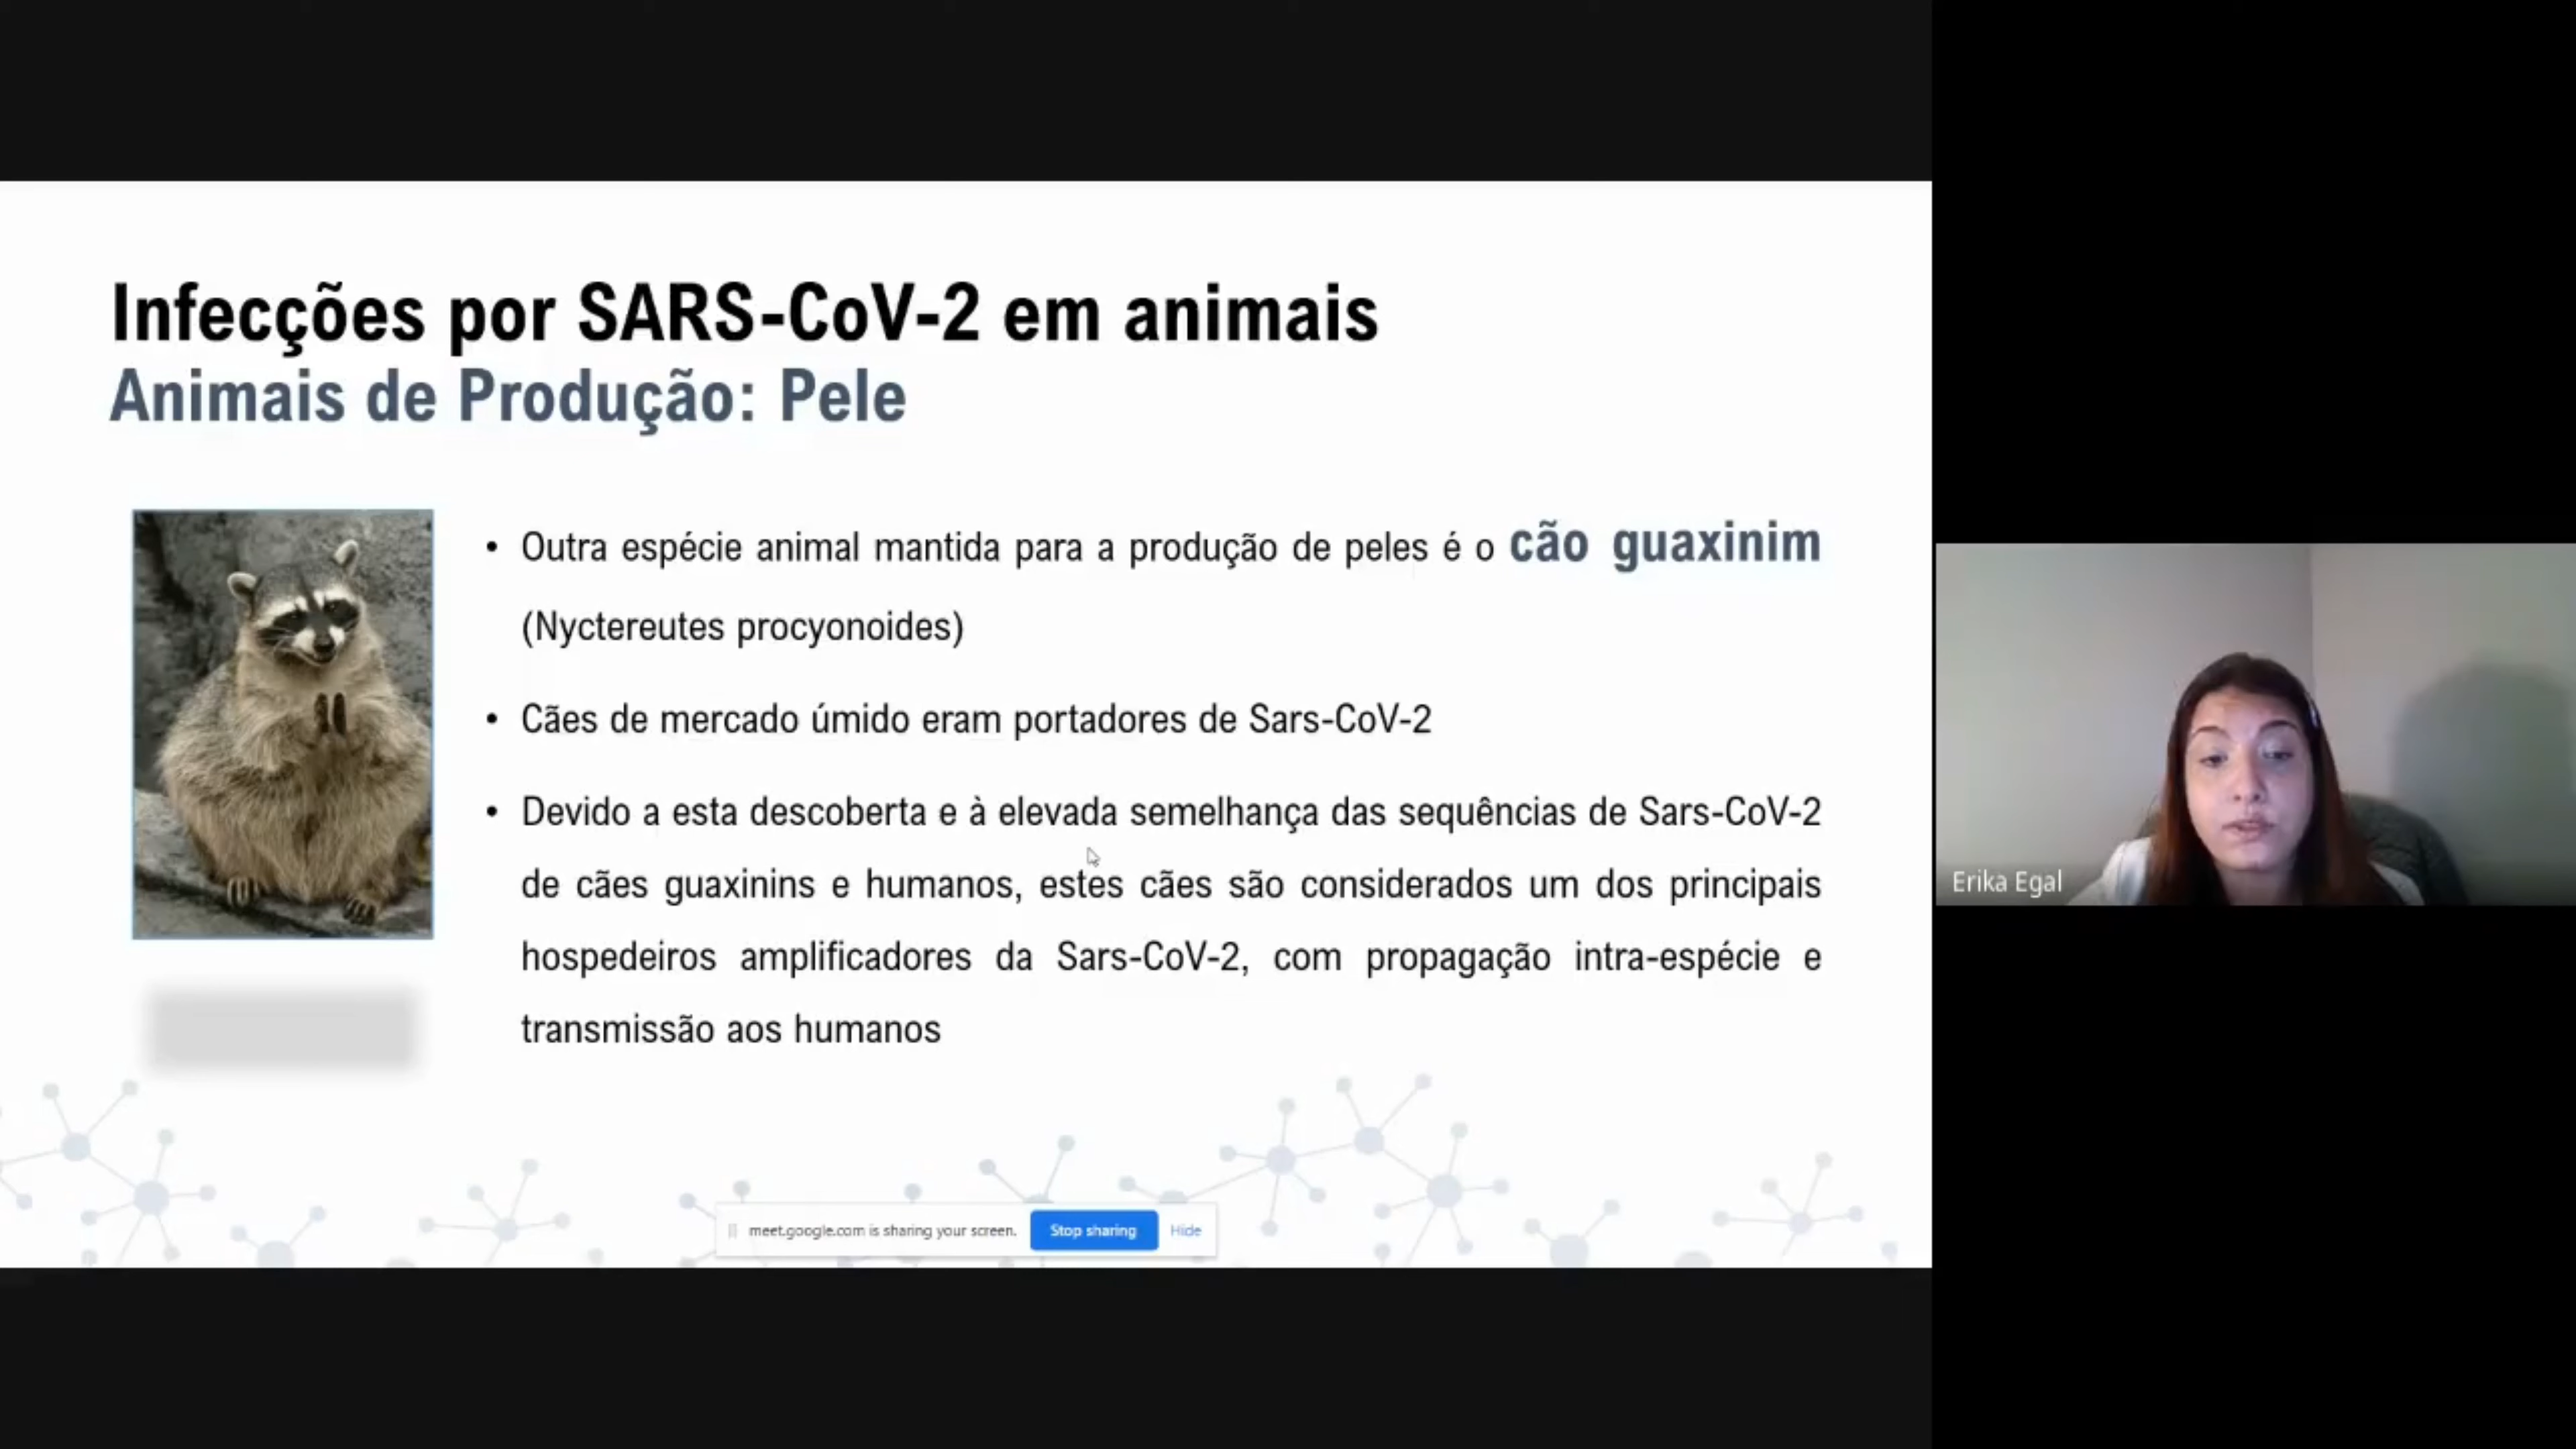 Infecções por SARS-CoV-2 em animais
Animais de Produção: Pele
• Outra espécie animal mantida para a produção de peles é o cão guaxinim
(Nyctereutes procyonoides)
• Cães de mercado úmido eram portadores de Sars-CoV-2
• Devido a esta descoberta e à elevada semelhança das sequências de Sars-CoV-2
de cães guaxinins e humanos, estes cães são considerados um dos principais
hospedeiros amplificadores da Sars-CoV-2, com propagação intra-espécie e
transmissão aos humanos
meet.google.com is sharing your screen. Stop sharing Hide
Erika Egal